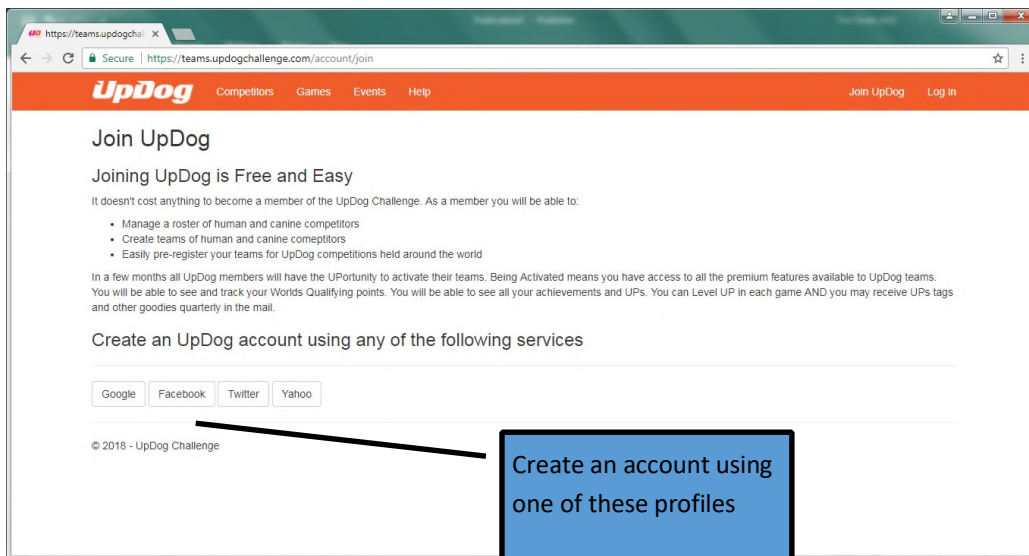 https://teams.updogchal
Secure | https://teams.updogchallenge.com/account/join
UpDog Competitors Games Events Help Join UpDog Log in
Join UpDog
Joining UpDog is Free and Easy
It doesn't cost anything to become a member of the UpDog Challenge. As a member you will be able to:
• Manage a roster of human and canine competitors
• Create teams of human and canine comeptitors
• Easily pre-register your teams for UpDog competitions held around the world
In a few months all UpDog members will have the UPortunity to activate their teams. Being Activated means you have access to all the premium features available to UpDog teams.
You will be able to see and track your Worlds Qualifying points. You will be able to see all your achievements and UPs. You can Level UP in each game AND you may receive UPs tags
and other goodies quarterly in the mail.
Create an UpDog account using any of the following services
Google Facebook Twitter Yahoo
© 2018 - UpDog Challenge
Create an account using
one of these profiles